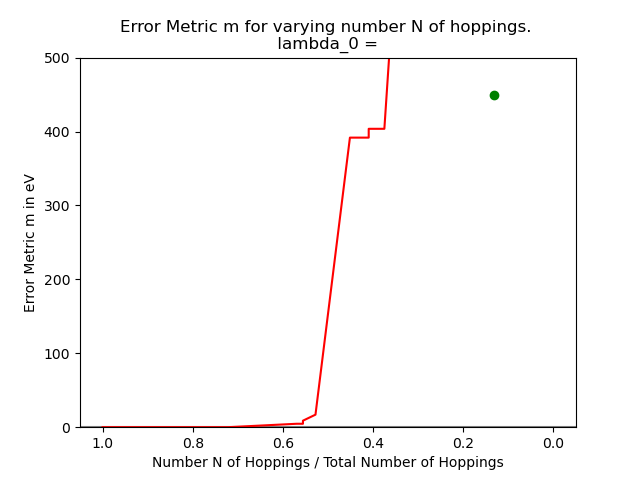 Error Metric m for varying number N of hoppings.
lambda_0 =
500
400
300
200
100
0
Error Metric m in eV
1.0 0.8 0.6 0.4 0.2 0.0
Number N of Hoppings / Total Number of Hoppings